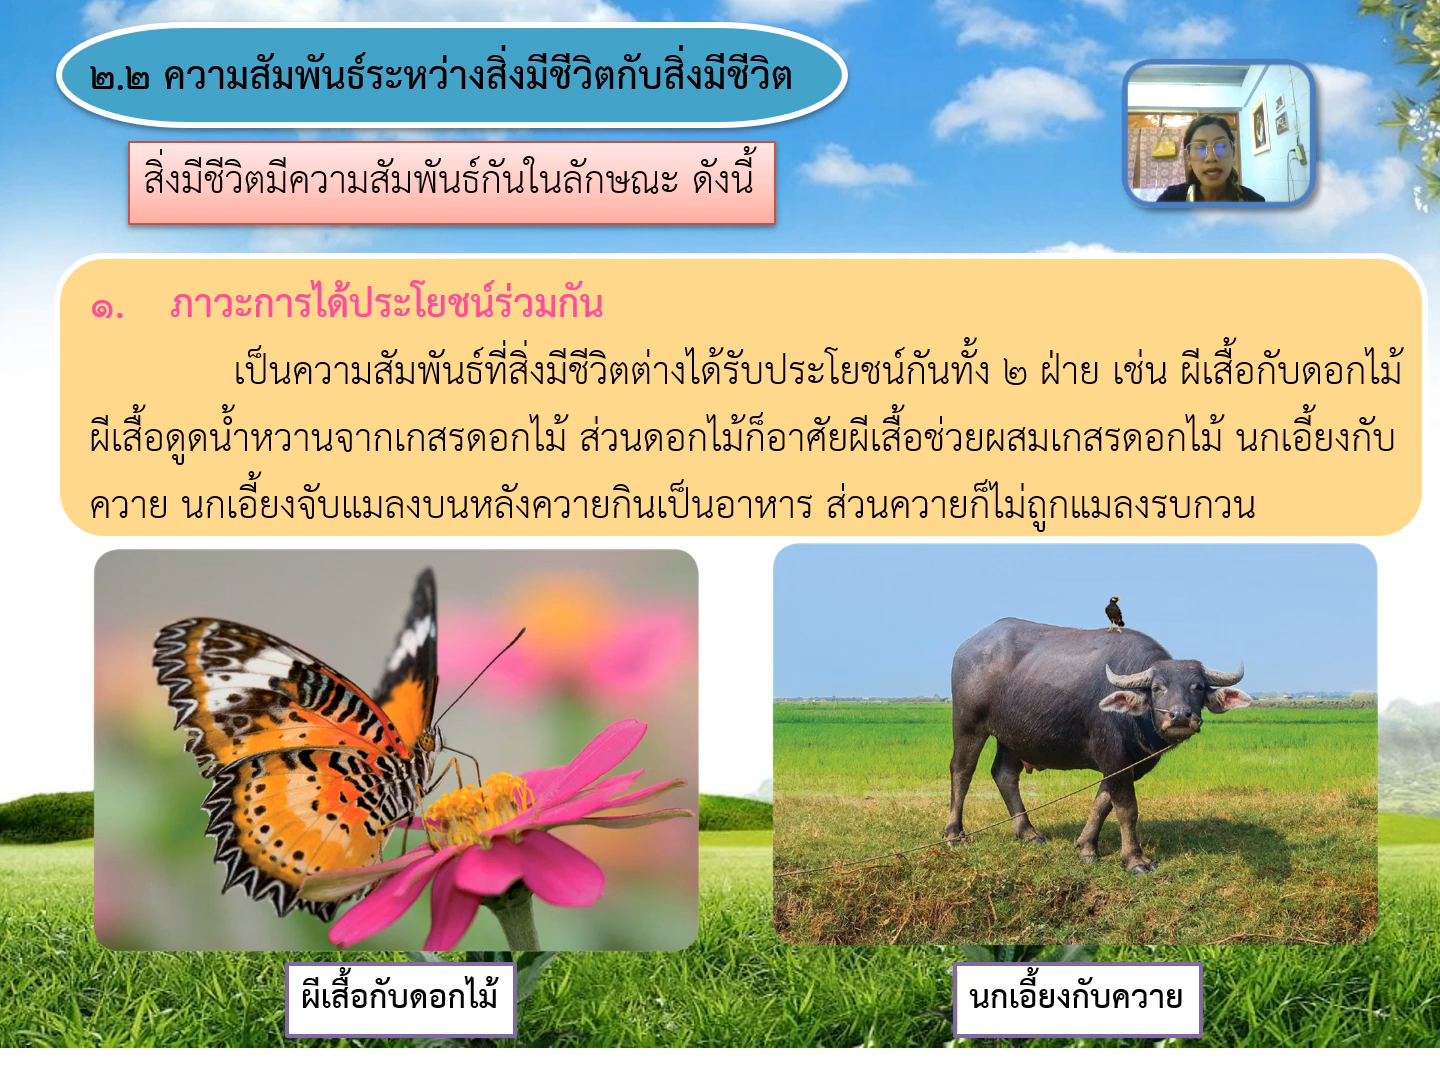 ๒.๒ ความสัมพันธ์ระหว่างสิ่งมีชีวิตกับสิ่งมีชีวิต
สิ่งมีชีวิตมีความสัมพันธ์กันในลักษณะ ดังนี้
๑. ภาวะการได้ประโยชน์ร่วมกัน
เป็นความสัมพันธ์ที่สิ่งมีชีวิตต่างได้รับประโยชน์กันทั้ง ๒ ฝ่าย เช่น ผีเสื้อกับดอกไม้
ผีเสื้อดูดน้ำหวานจากเกสรดอกไม้ ส่วนดอกไม้ก็อาศัยผีเสื้อช่วยผสมเกสรดอกไม้ นกเอี้ยงกับ
ควาย นกเอี้ยงจับแมลงบนหลังควายกินเป็นอาหาร ส่วนควายก็ไม่ถูกแมลงรบกวน
ผีเสื้อกับดอกไม้
นกเอี้ยงกับควาย